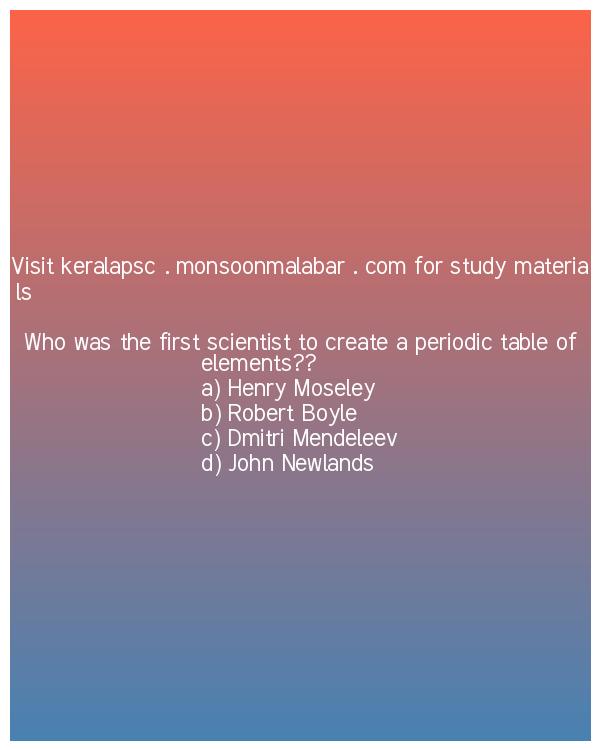 Visit keralapsc . monsoonmalabar . com for study materia
ls
Who was the first scientist to create a periodic table of
elements??
a) Henry Moseley
b) Robert Boyle
c) Dmitri Mendeleev
d) John Newlands